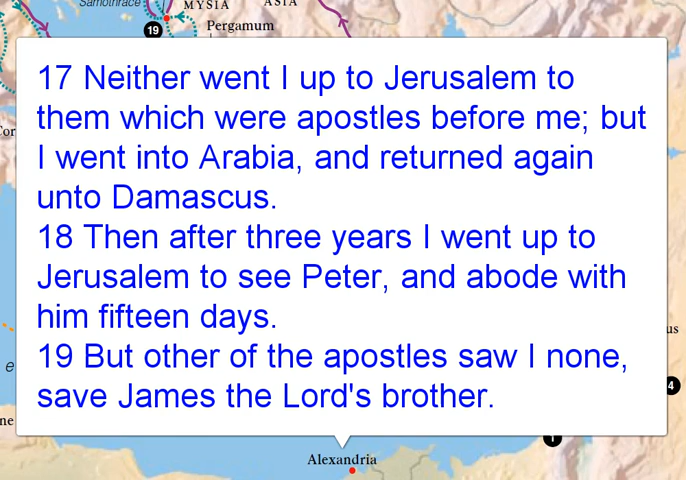 Samothrace
MYSIA
ASIA
19
Pergamum
17 Neither went I up to Jerusalem to
them which were apostles before me; but
I went into Arabia, and returned again
unto Damascus.
18 Then after three years I went up to
Jerusalem to see Peter, and abode with
him fifteen days.
19 But other of the apostles saw I none,
save James the Lord's brother.
Cor
us
e
4
ne
1
Alexandria